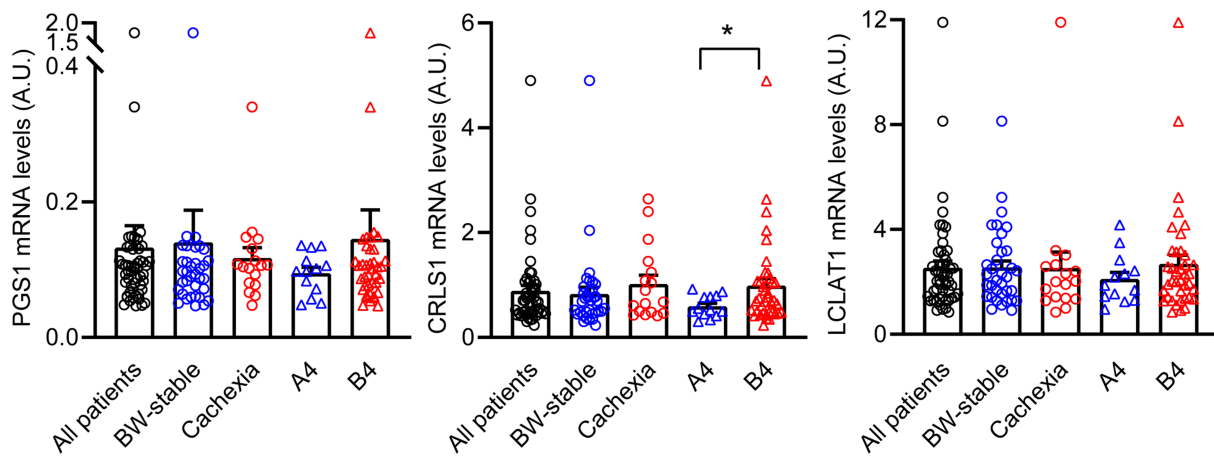 PGS1 mRNA levels (A.U.)
2.0
1.5
0.4
0.2
0.0
All patients
BW-stable
Cachexia
A4
B4
CRLS1 mRNA levels (A.U.)
6
4
2
0
*
All patients
BW-stable
Cachexia
A4
B4
LCLAT1 mRNA levels (A.U.)
12
8
4
0
All patients
BW-stable
Cachexia
A4
B4